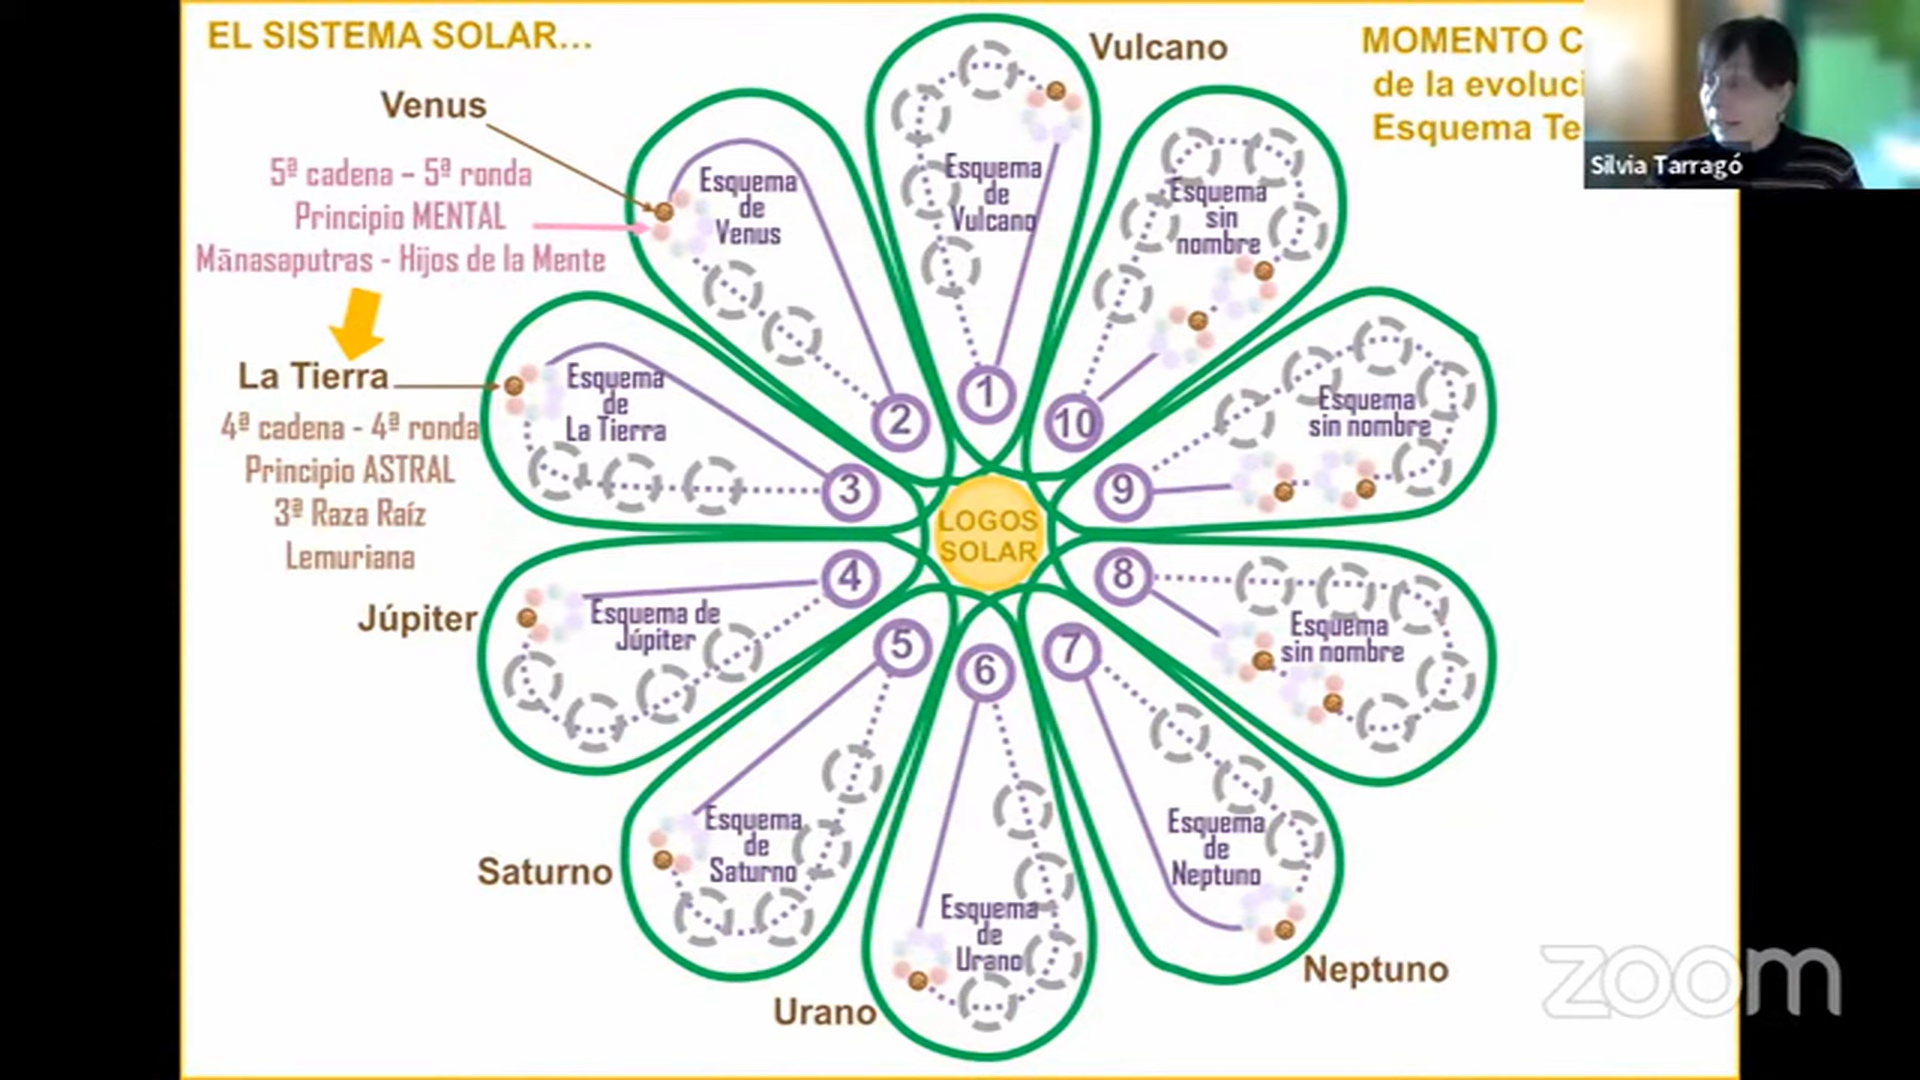 EL SISTEMA SOLAR...
Vulcano
MOMENTO C
de la evoluci
Esquema Te
Silvia Tarragó
Venus
5ª cadena – 5ª ronda
Principio MENTAL
Mānasaputras - Hijos de la Mente
La Tierra
4ª cadena - 4ª ronda
Principio ASTRAL
3ª Raza Raíz
Lemuriana
Júpiter
Saturno
Urano
Neptuno
Esquema
de
Venus
Esquema
de
Vulcano
Esquema
sin
nombre
Esquema
de
La Tierra
Esquema
sin nombre
Esquema de
Júpiter
Esquema
sin nombre
Esquema
de
Saturno
Esquema
de
Urano
Esquema
de
Neptuno
1
2
3
4
5
6
7
8
9
10
LOGOS
SOLAR
zoom